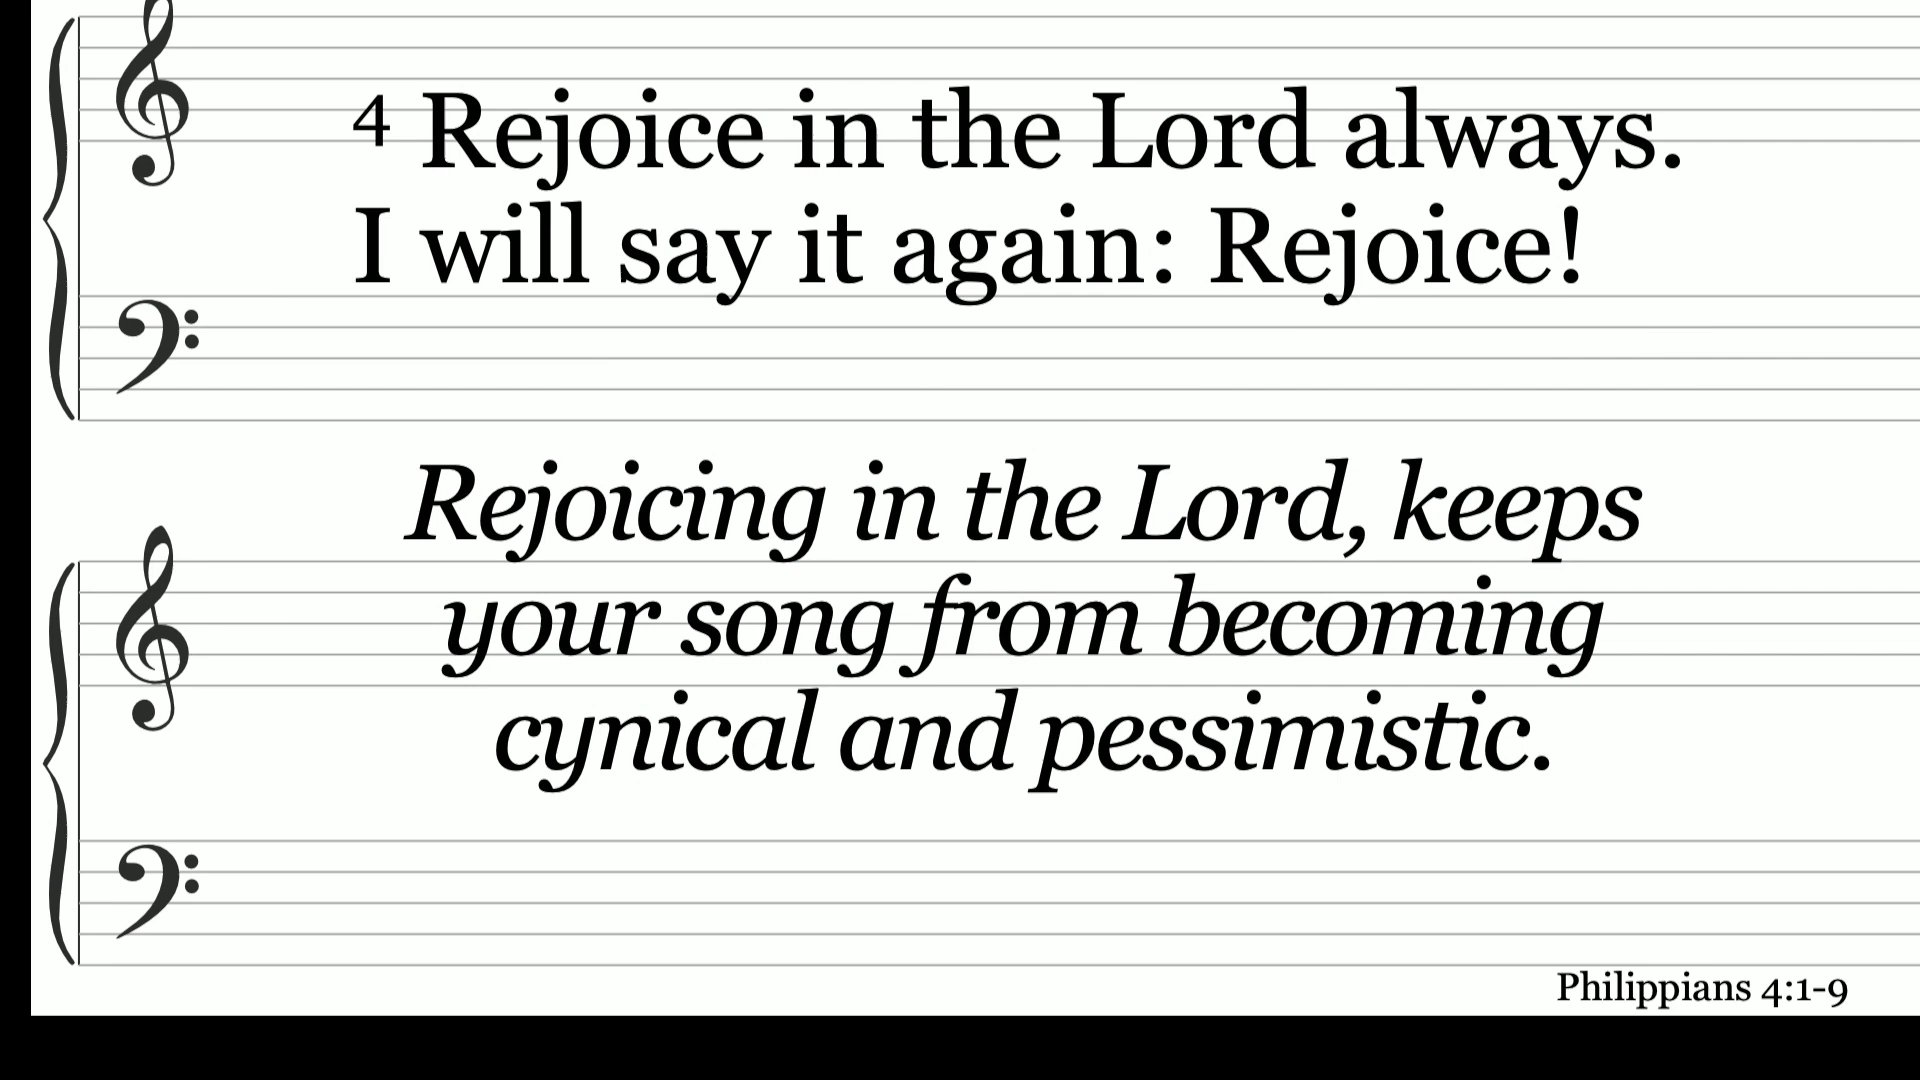 4 Rejoice in the Lord always.
I will say it again: Rejoice!
Rejoicing in the Lord, keeps
your song from becoming
cynical and pessimistic.
Philippians 4:1-9